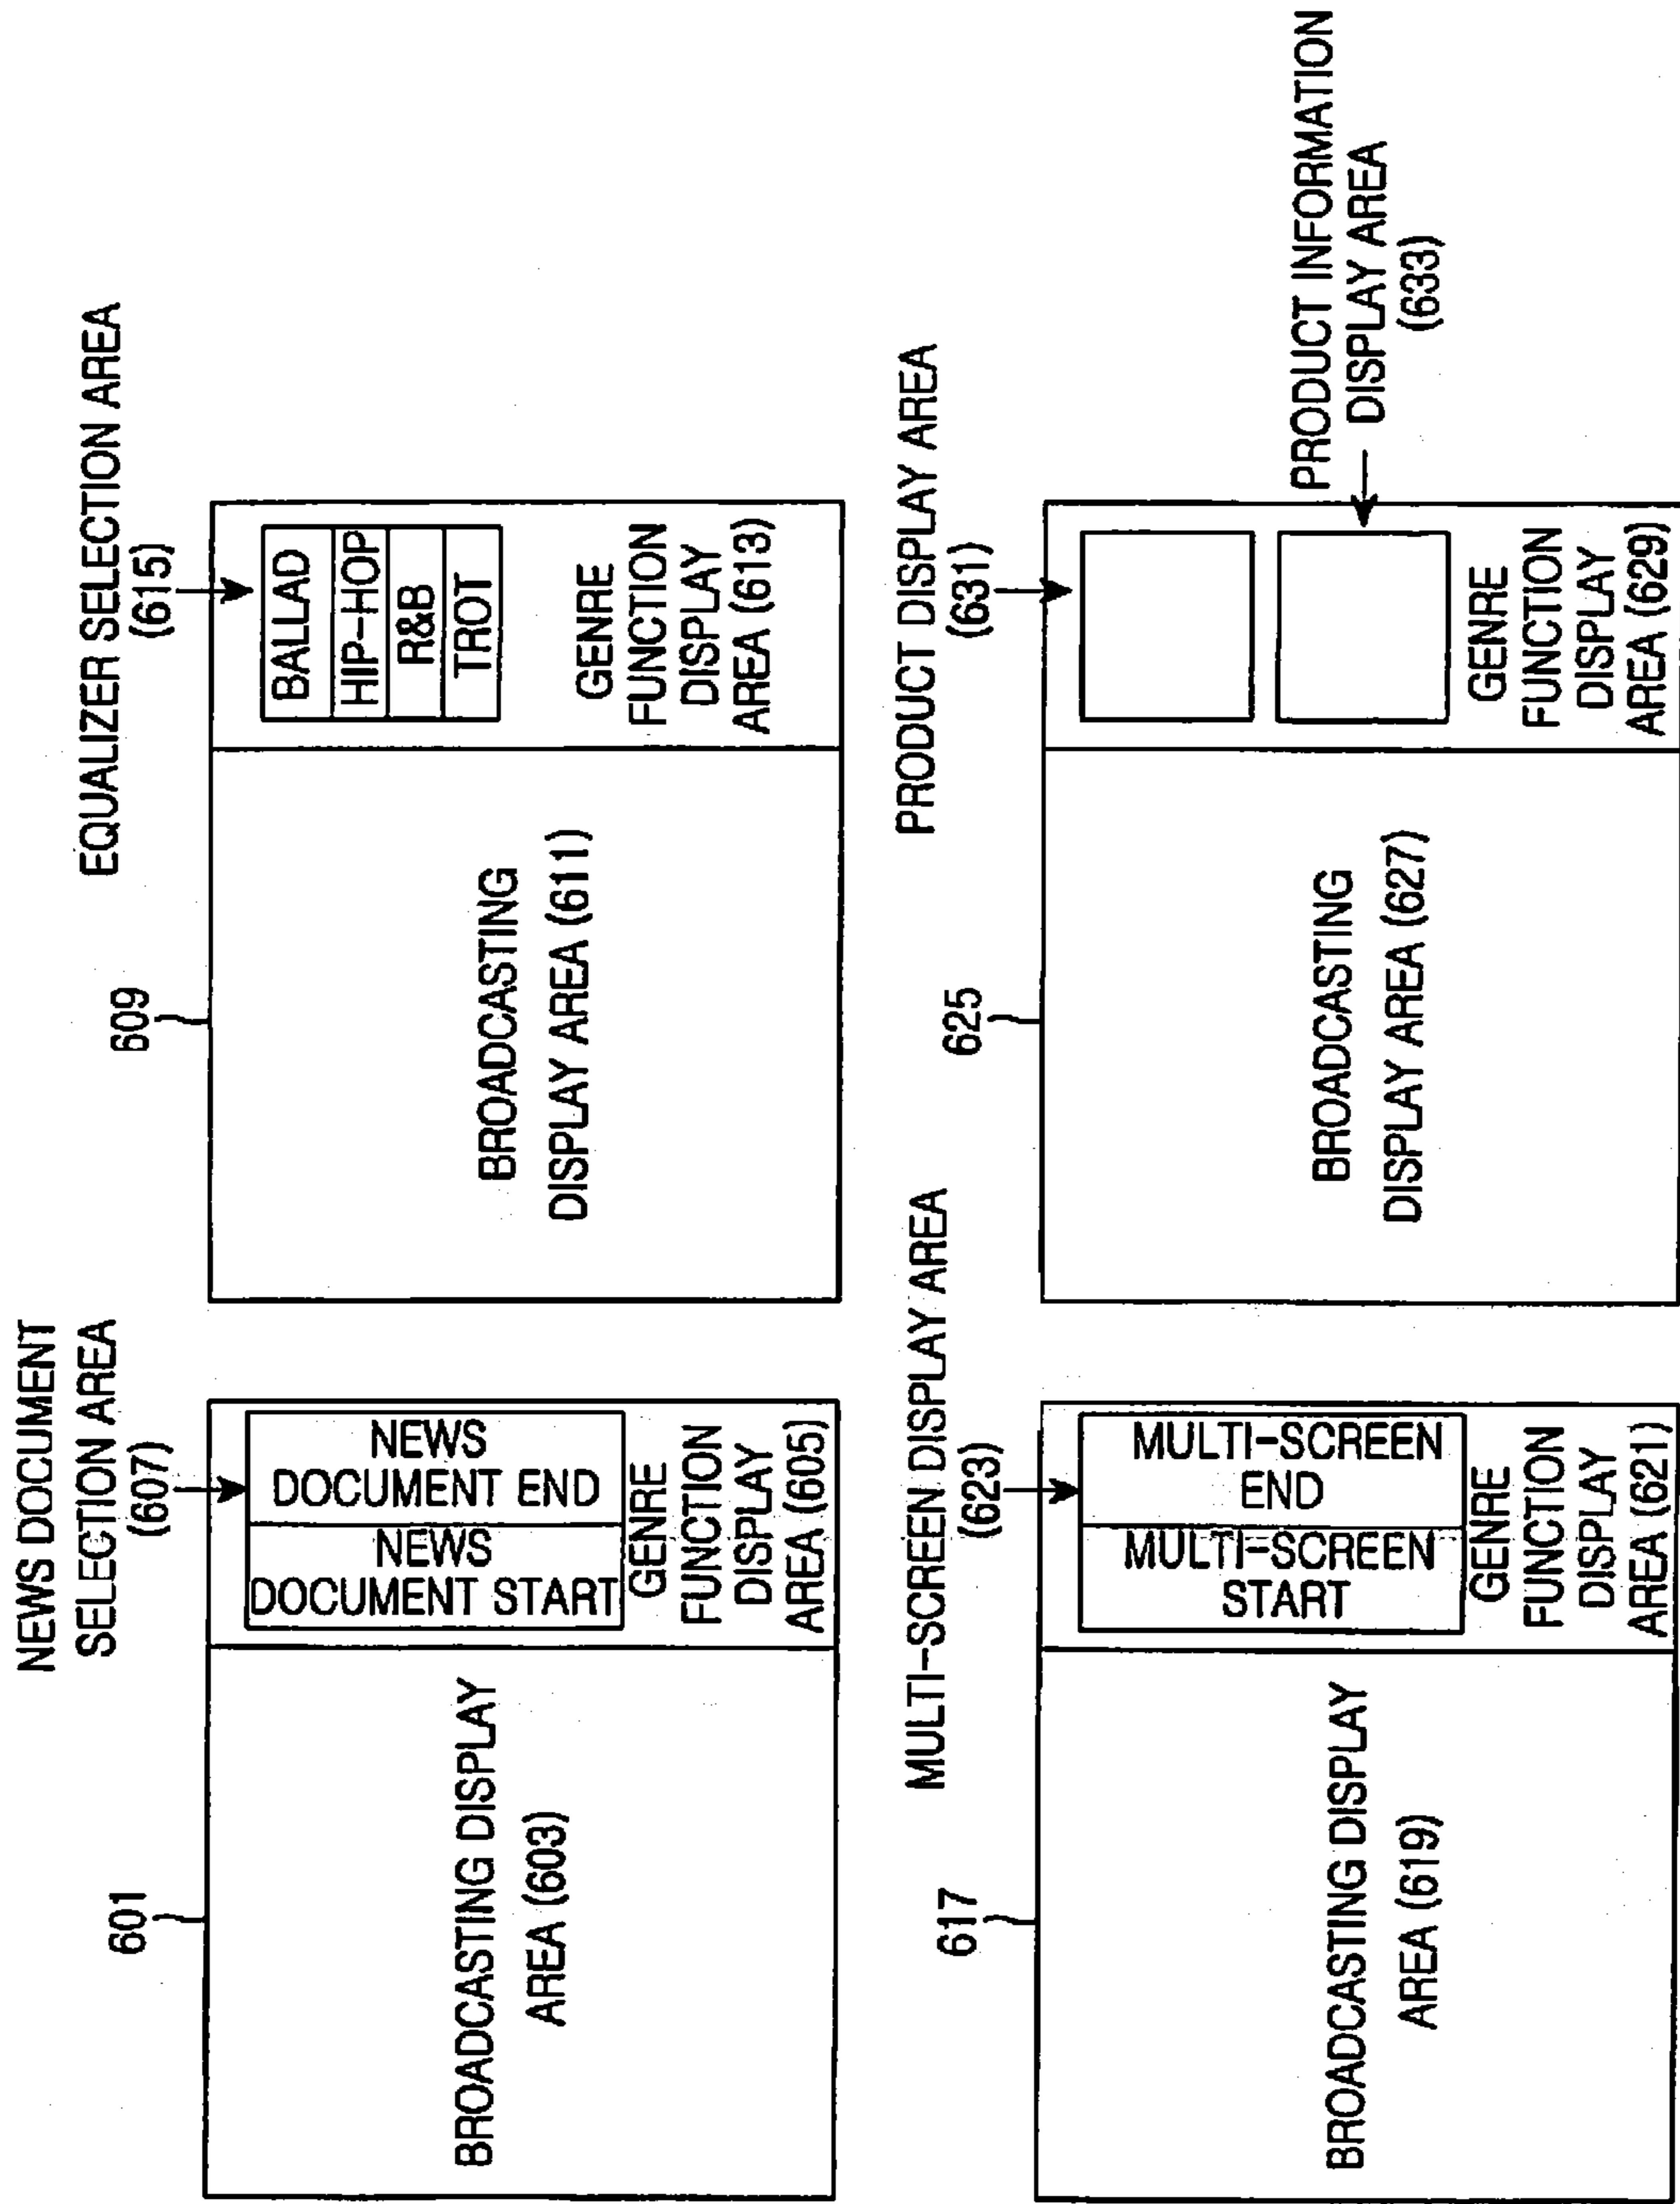 NEWS DOCUMENT
SELECTION AREA
(607)
601
BROADCASTING DISPLAY
AREA (603)
NEWS
DOCUMENT START
NEWS
DOCUMENT END
GENRE
FUNCTION
DISPLAY
AREA (605)
EQUALIZER SELECTION AREA
(615)
609
BROADCASTING
DISPLAY AREA (611)
BALLAD
HIP-HOP
R&B
TROT
GENRE
FUNCTION
DISPLAY
AREA (613)
MULTI-SCREEN DISPLAY AREA
(623)
617
BROADCASTING DISPLAY
AREA (619)
MULTI-SCREEN
START
MULTI-SCREEN
END
GENRE
FUNCTION
DISPLAY
AREA (621)
PRODUCT DISPLAY AREA
(631)
625
BROADCASTING
DISPLAY AREA (627)
GENRE
FUNCTION
DISPLAY
AREA (629)
PRODUCT INFORMATION
DISPLAY AREA
(633)